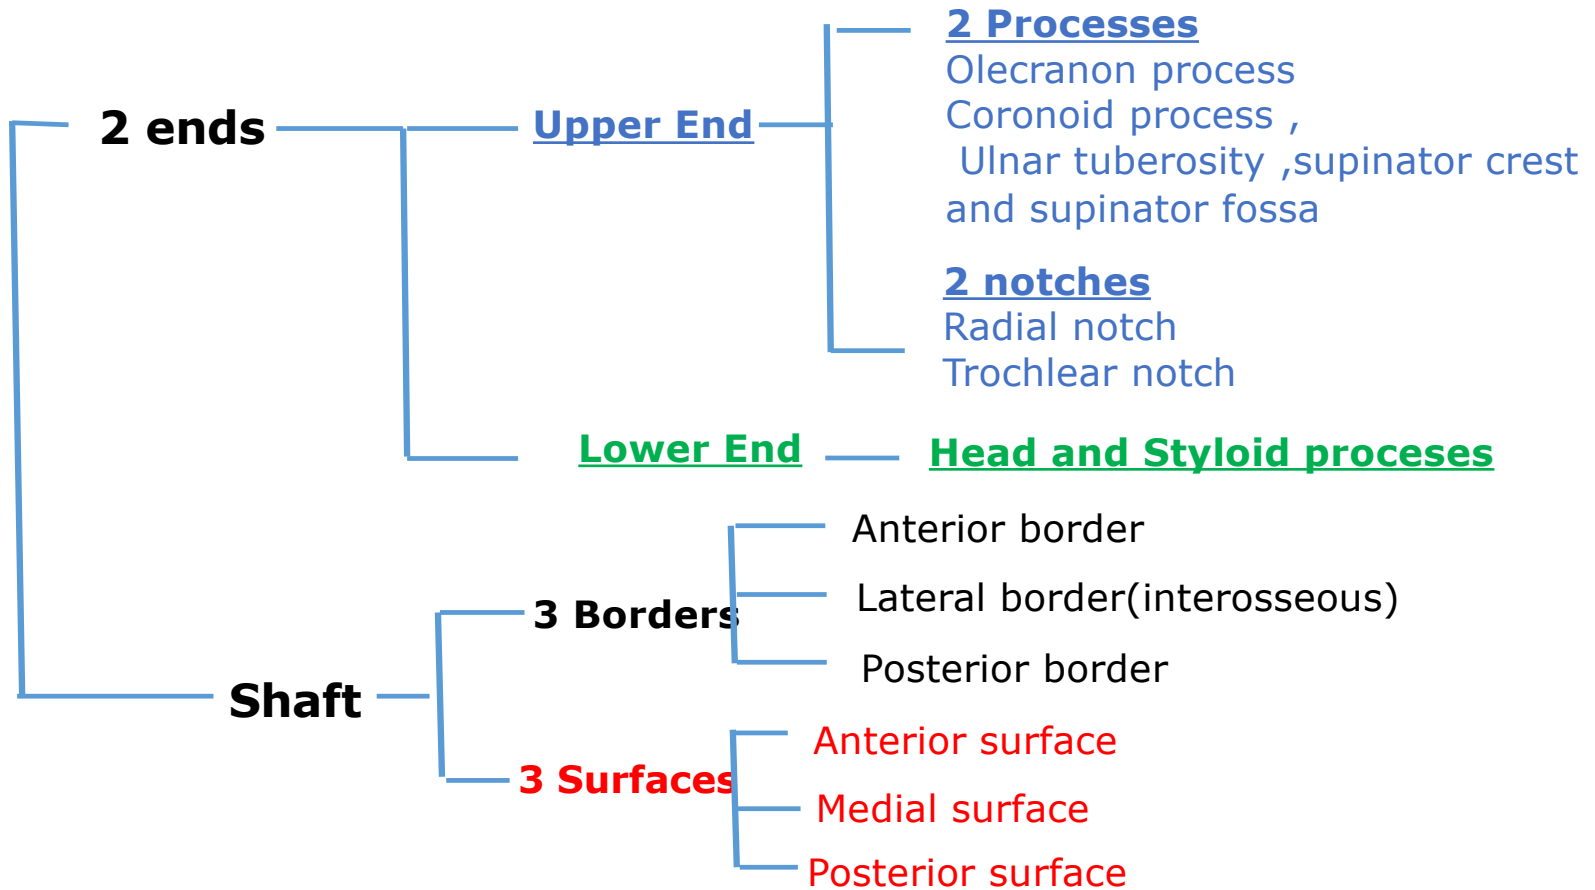 2 ends
Upper End
2 Processes
Olecranon process
Coronoid process ,
Ulnar tuberosity ,supinator crest
and supinator fossa
2 notches
Radial notch
Trochlear notch
Lower End
Head and Styloid proceses
Shaft
3 Borders
Anterior border
Lateral border(interosseous)
Posterior border
3 Surfaces
Anterior surface
Medial surface
Posterior surface